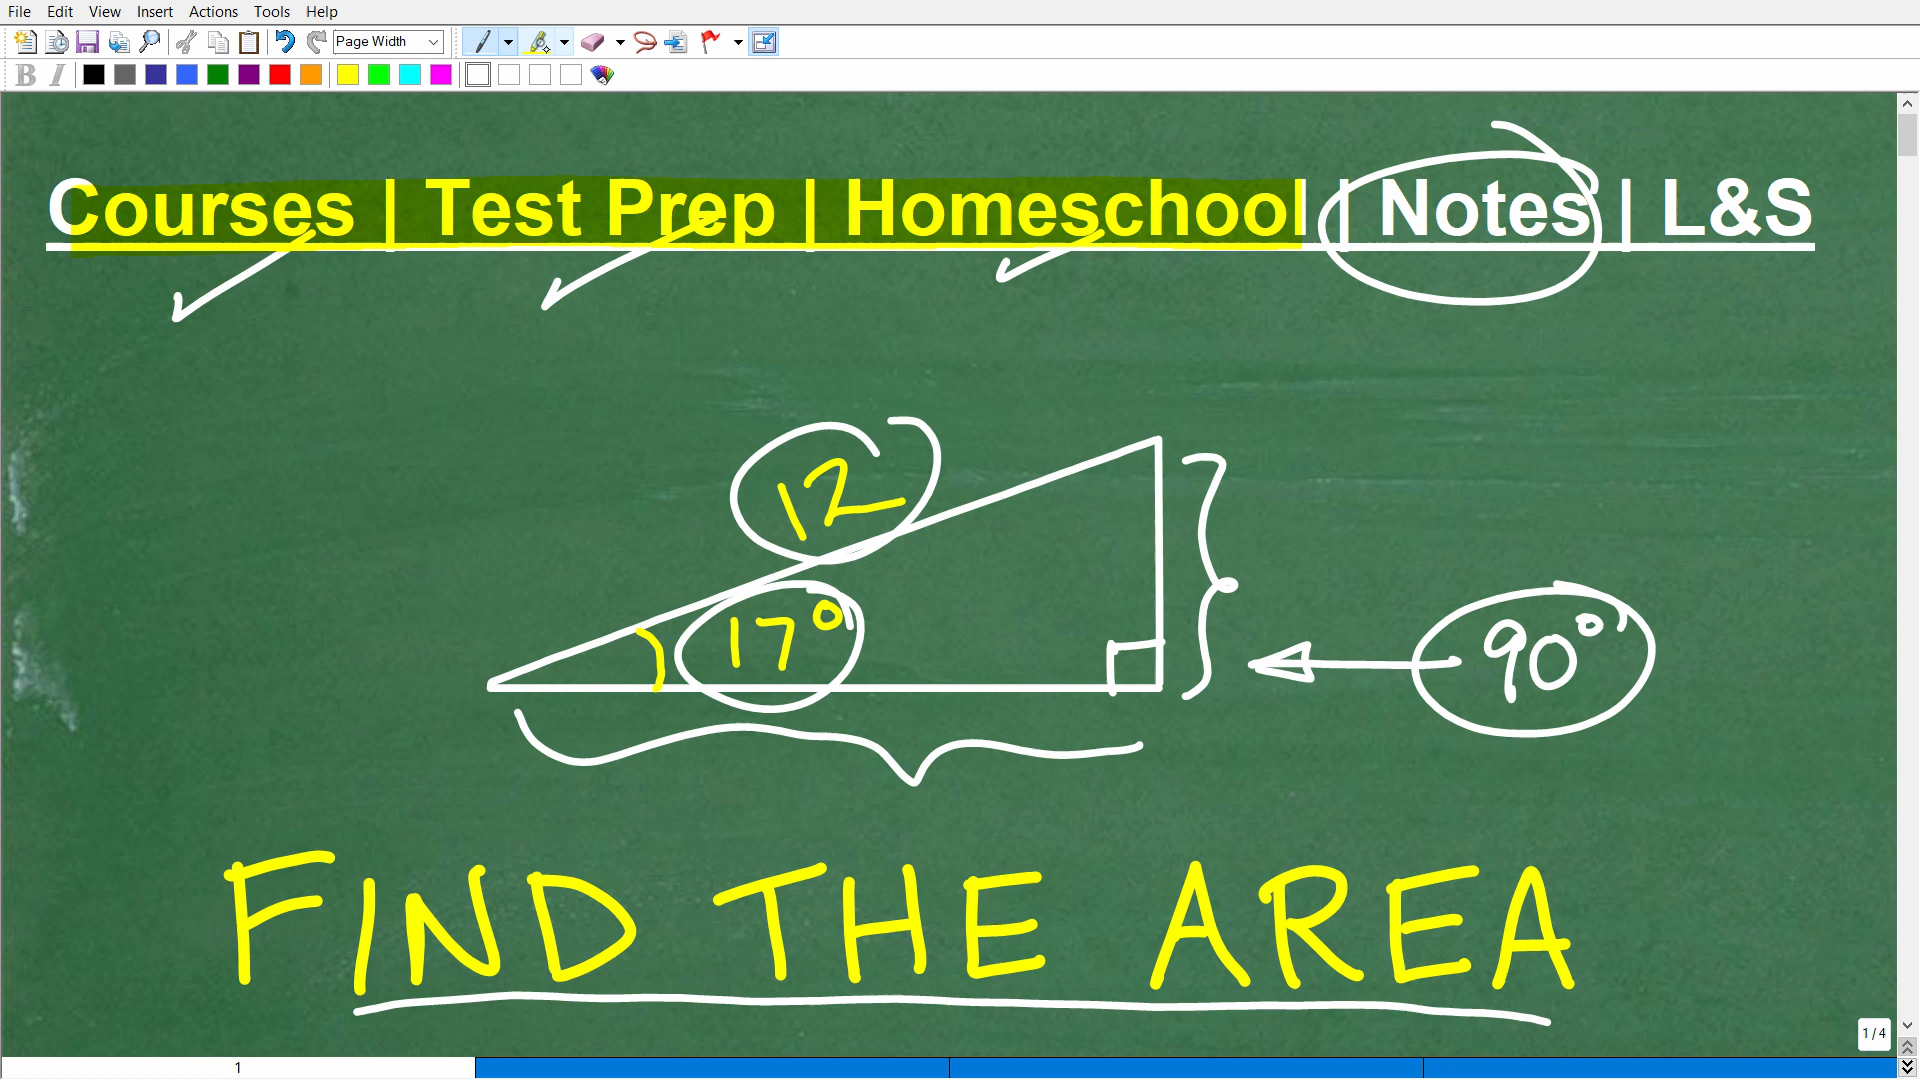 File Edit View Insert Actions Tools Help
Page Width
B I
Courses | Test Prep | Homeschool | Notes | L&S
12
17°
90°
FIND THE AREA
1 / 4
1